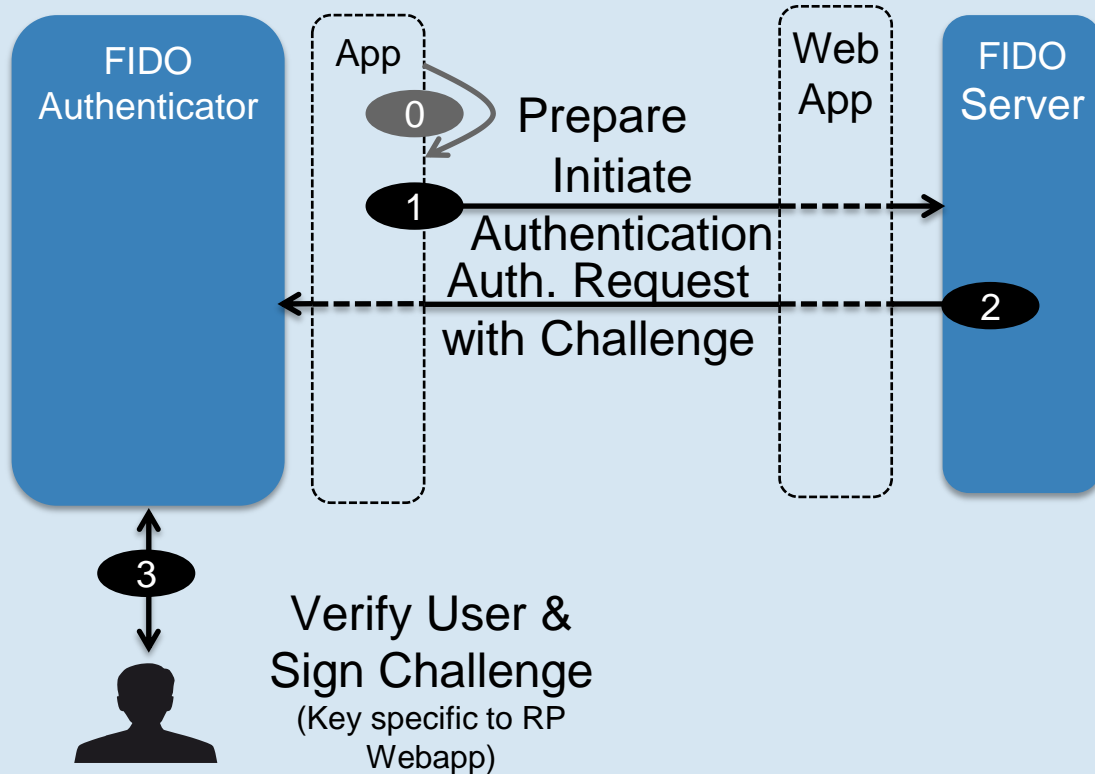 FIDO
Authenticator
App
Web
App
FIDO
Server
0
Prepare
1
Initiate
Authentication
Auth. Request
with Challenge
2
3
Verify User &
Sign Challenge
(Key specific to RP
Webapp)